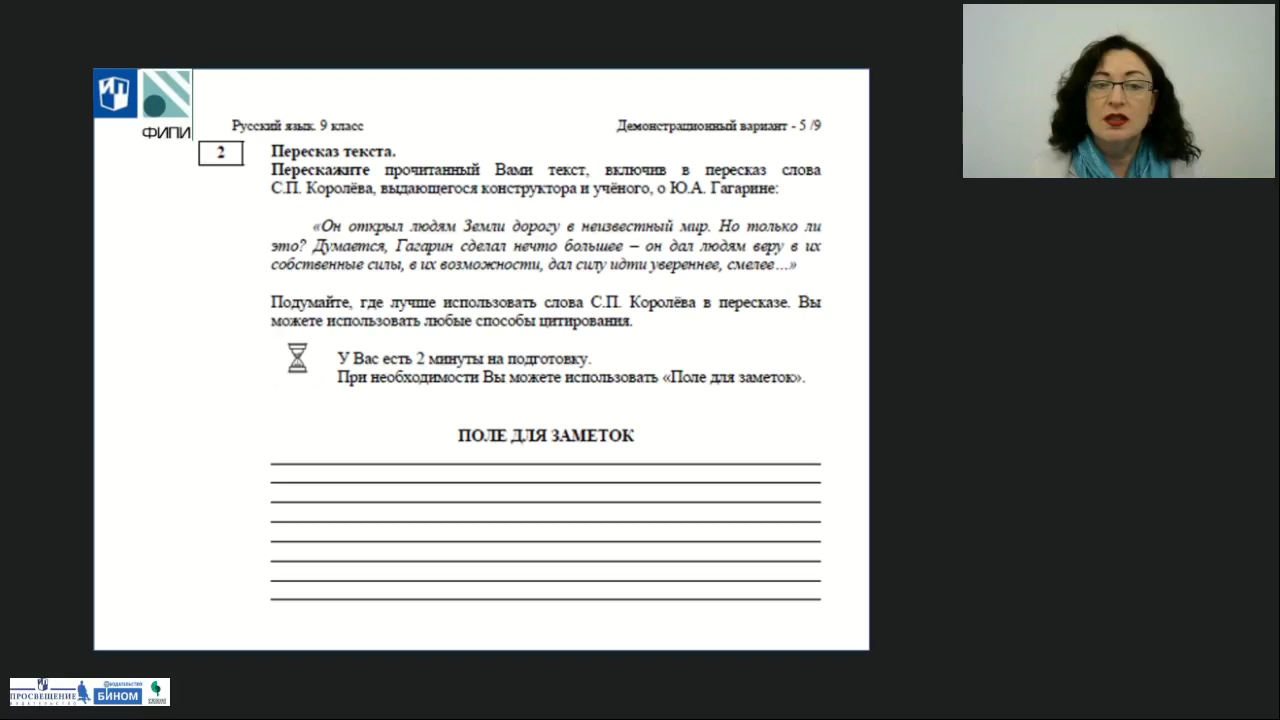 ФИПИ
Русский язык. 9 класс
Демонстрационный вариант - 5 /9
2
Пересказ текста.
Перескажите прочитанный Вами текст, включив в пересказ слова
С.П. Королёва, выдающегося конструктора и учёного, о Ю.А. Гагарине:
«Он открыл людям Земли дорогу в неизвестный мир. Но только ли
это? Думается, Гагарин сделал нечто большее – он дал людям веру в их
собственные силы, в их возможности, дал силу идти увереннее, смелее…»
Подумайте, где лучше использовать слова С.П. Королёва в пересказе. Вы
можете использовать любые способы цитирования.
У Вас есть 2 минуты на подготовку.
При необходимости Вы можете использовать «Поле для заметок».
ПОЛЕ ДЛЯ ЗАМЕТОК
ПРОСВЕЩЕНИЕ
ИЗДАТЕЛЬСТВО
ИЗДАТЕЛЬСТВО
БИНОМ